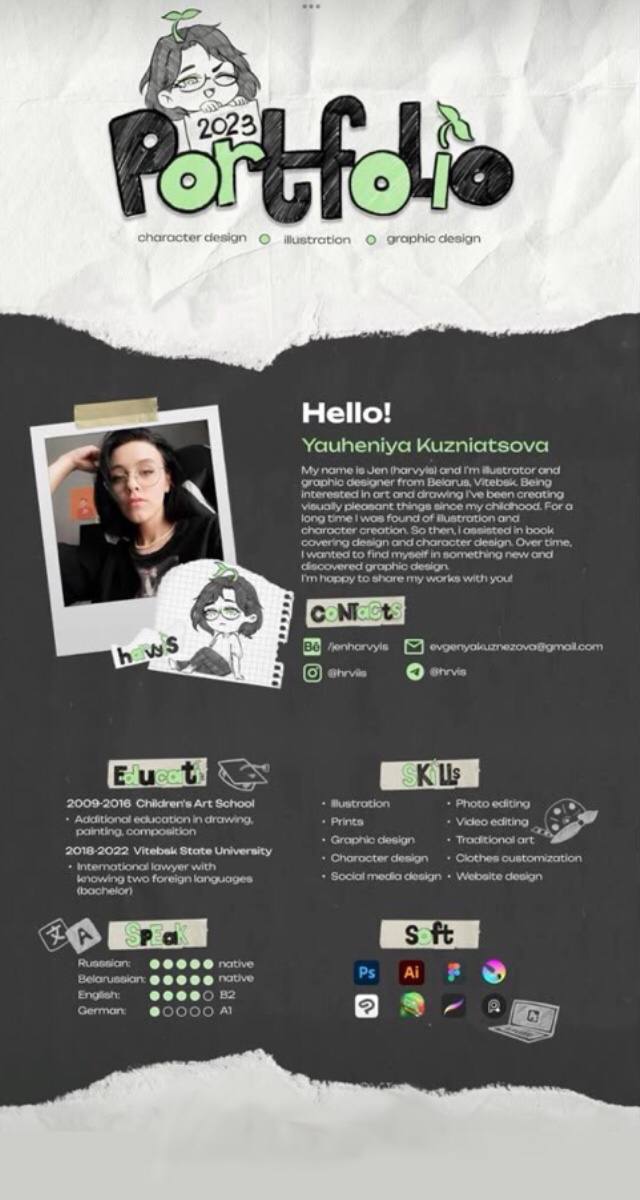 2023
Portfolio
character design illustration graphic design
Hello!
Yauheniya Kuzniatsova
My name is Jen (harvyis) and I'm illustrator and
graphic designer from Belarus, Vitebsk. Being
interested in art and drawing I've been creating
visually pleasant things since my childhood. For a
long time I was found of illustration and
character creation. So then, I assisted in book
covering design and character design. Over time,
I wanted to find myself in something new and
discovered graphic design.
I'm happy to share my works with you!
CoNTaCts
Bē /jenharvyis evgenyakuznezova@gmail.com
@hrviis @hrvis
Educati
2009-2016 Children's Art School
• Additional education in drawing,
painting, composition
2018-2022 Vitebsk State University
• International lawyer with
knowing two foreign languages
(bachelor)
SKiLLs
• Illustration
• Prints
• Graphic design
• Character design
• Social media design
• Photo editing
• Video editing
• Traditional art
• Clothes customization
• Website design
文 A
SPEaK
Russsian: native
Belarussian: native
English: B2
German: A1
Soft
Ps Ai